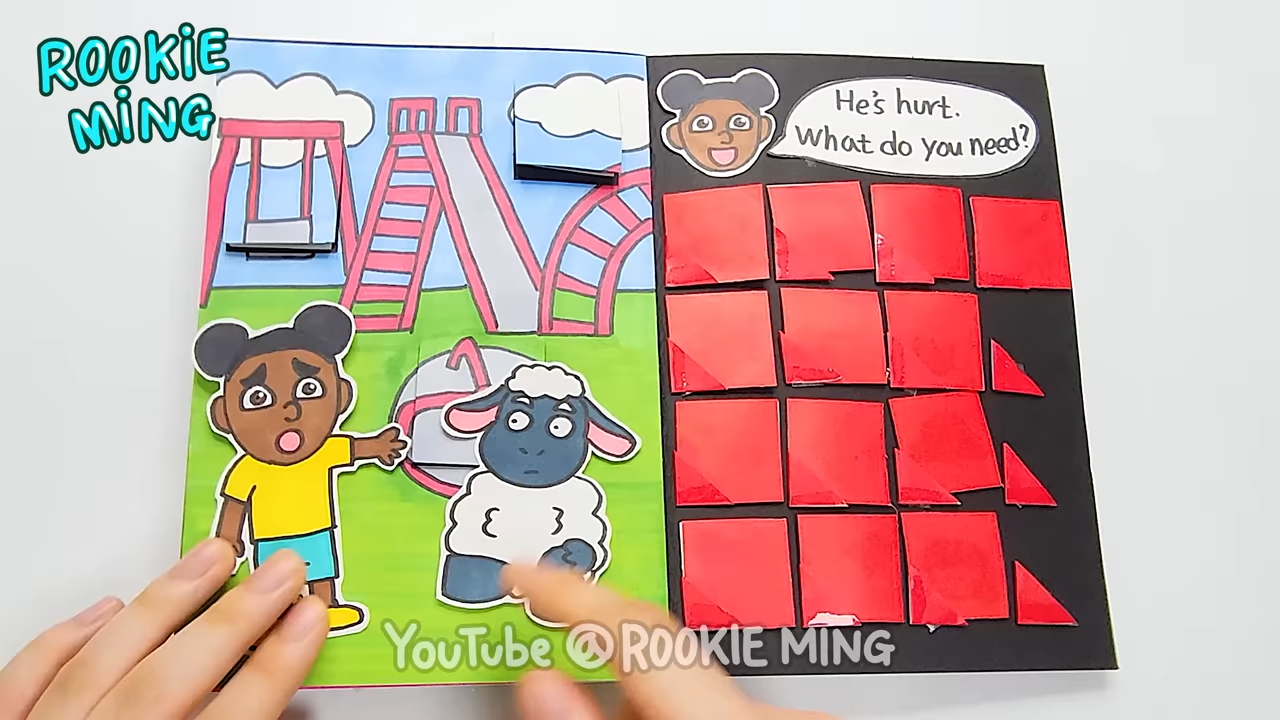 ROOKiE
MiNG
He's hurt.
What do you need?
YouTube @ROOKIE MING